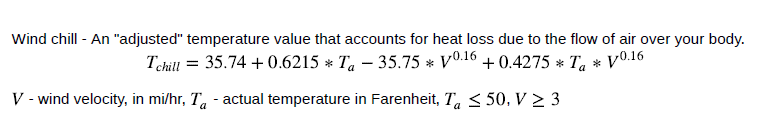 Wind chill - An "adjusted" temperature value that accounts for heat loss due to the flow of air over your body.
T_chill = 35.74 + 0.6215 * T_a − 35.75 * V^0.16 + 0.4275 * T_a * V^0.16
V - wind velocity, in mi/hr, T_a - actual temperature in Farenheit, T_a ≤ 50, V ≥ 3